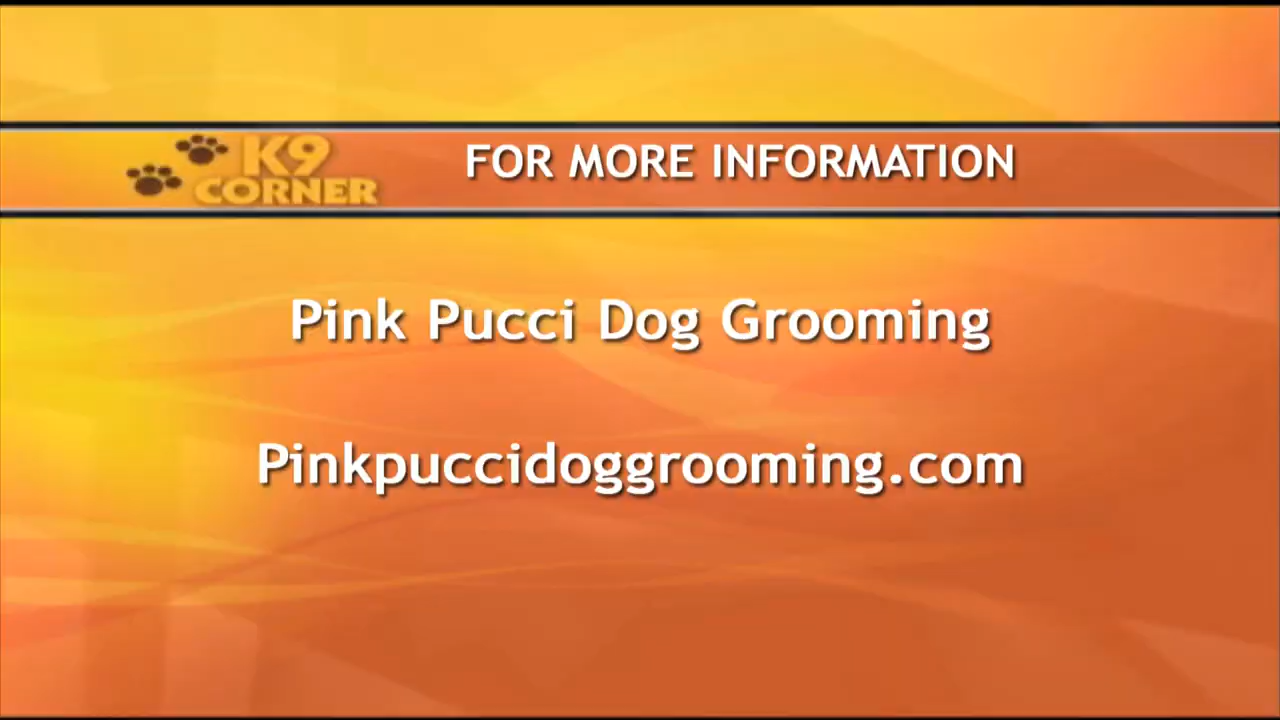 K9
CORNER
FOR MORE INFORMATION
Pink Pucci Dog Grooming
Pinkpuccidoggrooming.com